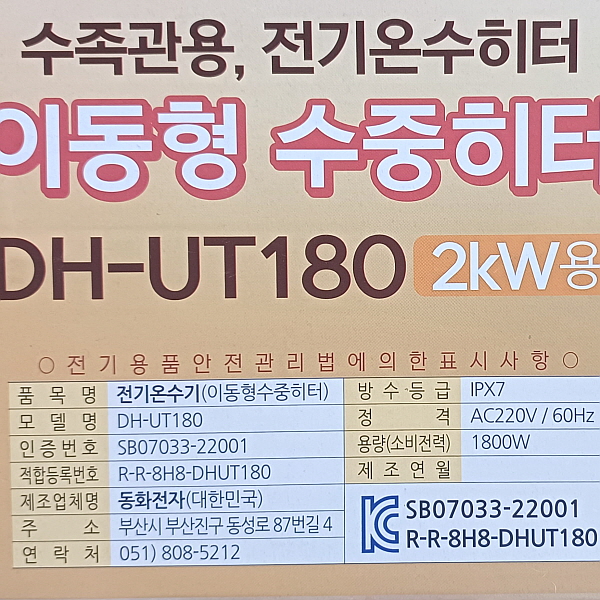 수족관용, 전기온수히터
이동형 수중히터
DH-UT180 2kW용
○ 전기용품안전관리법에의한표시사항 ○
품목명 전기온수기(이동형수중히터)
모델명 DH-UT180
인증번호 SB07033-22001
적합등록번호 R-R-8H8-DHUT180
제조업체명 동화전자(대한민국)
주소 부산시 부산진구 동성로 87번길 4
연락처 051) 808-5212
방수·등급 IPX7
정격 AC220V / 60Hz
용량(소비전력) 1800W
제조연월
SB07033-22001
R-R-8H8-DHUT180